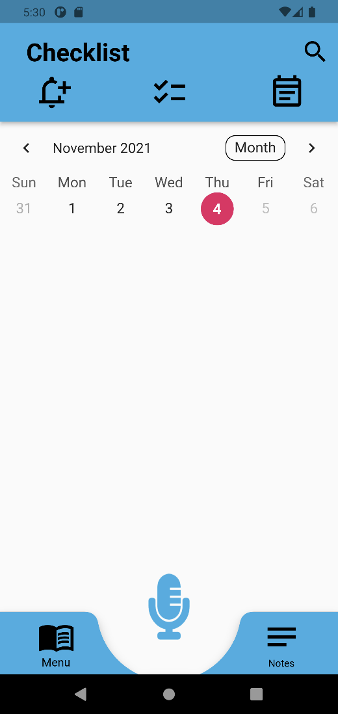 5:30
Checklist
November 2021 Month
Sun Mon Tue Wed Thu Fri Sat
31 1 2 3 4 5 6
Menu Notes